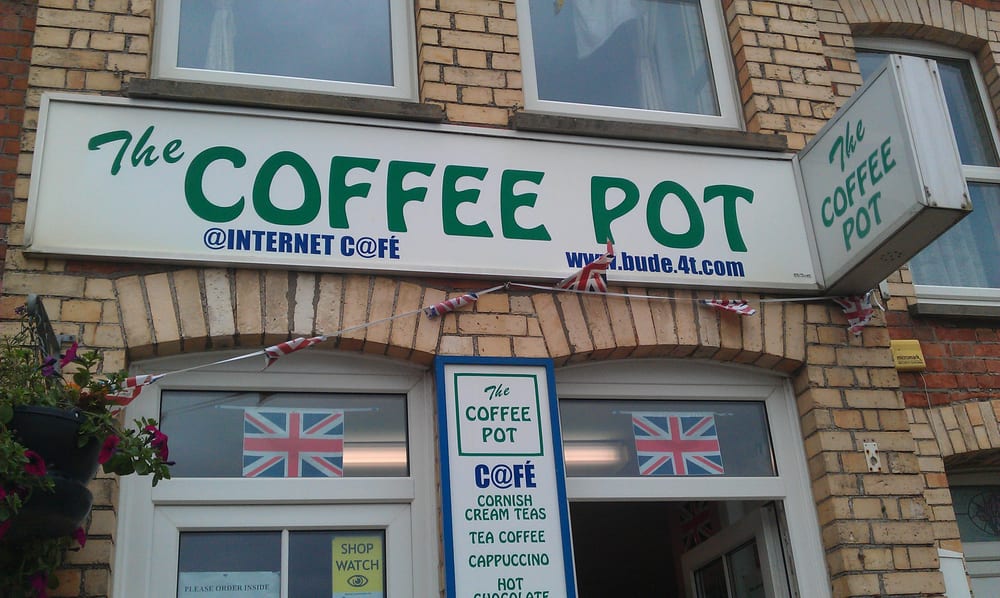 The COFFEE POT
@INTERNET C@FÉ
www.bude.4t.com
The
COFFEE
POT
The
COFFEE
POT
C@FÉ
CORNISH
CREAM TEAS
TEA COFFEE
CAPPUCCINO
HOT
CHOCOLATE
SHOP
WATCH
PLEASE ORDER INSIDE